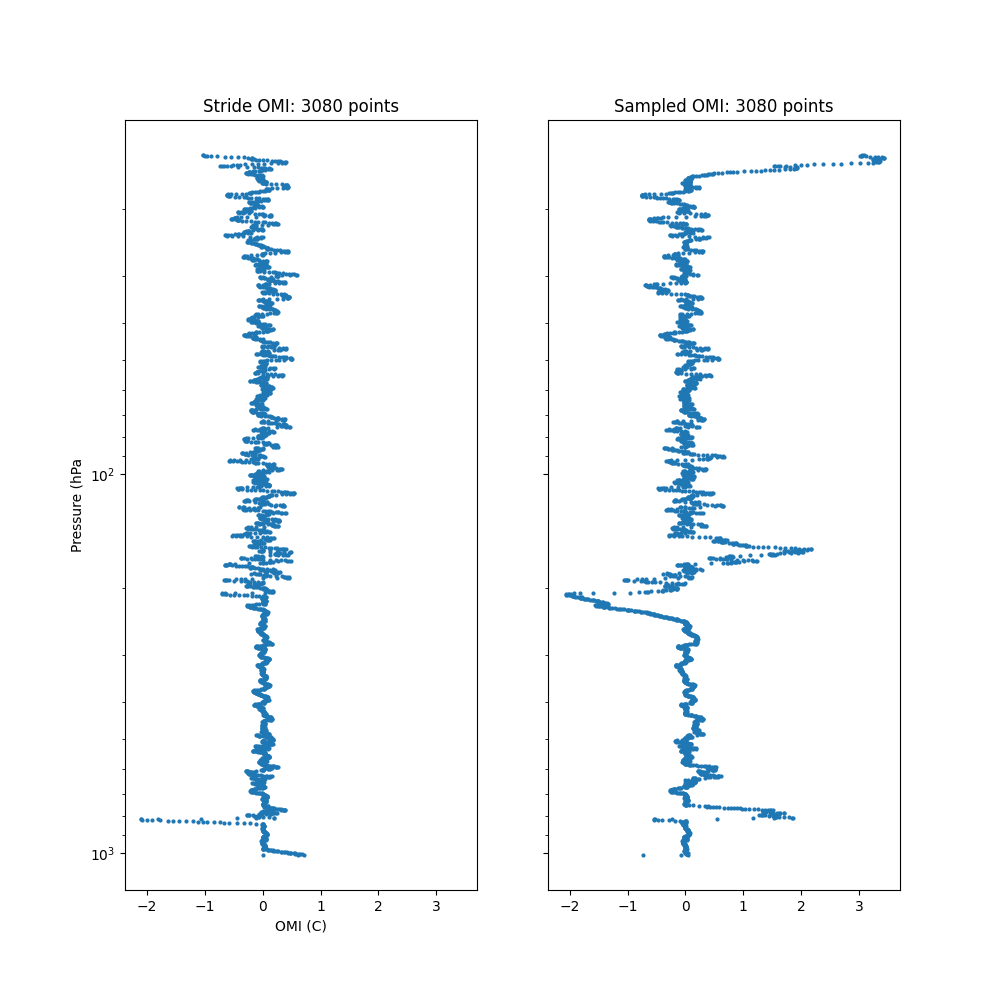 Stride OMI: 3080 points
Sampled OMI: 3080 points
Pressure (hPa
10²
10³
−2 −1 0 1 2 3
−2 −1 0 1 2 3
OMI (C)